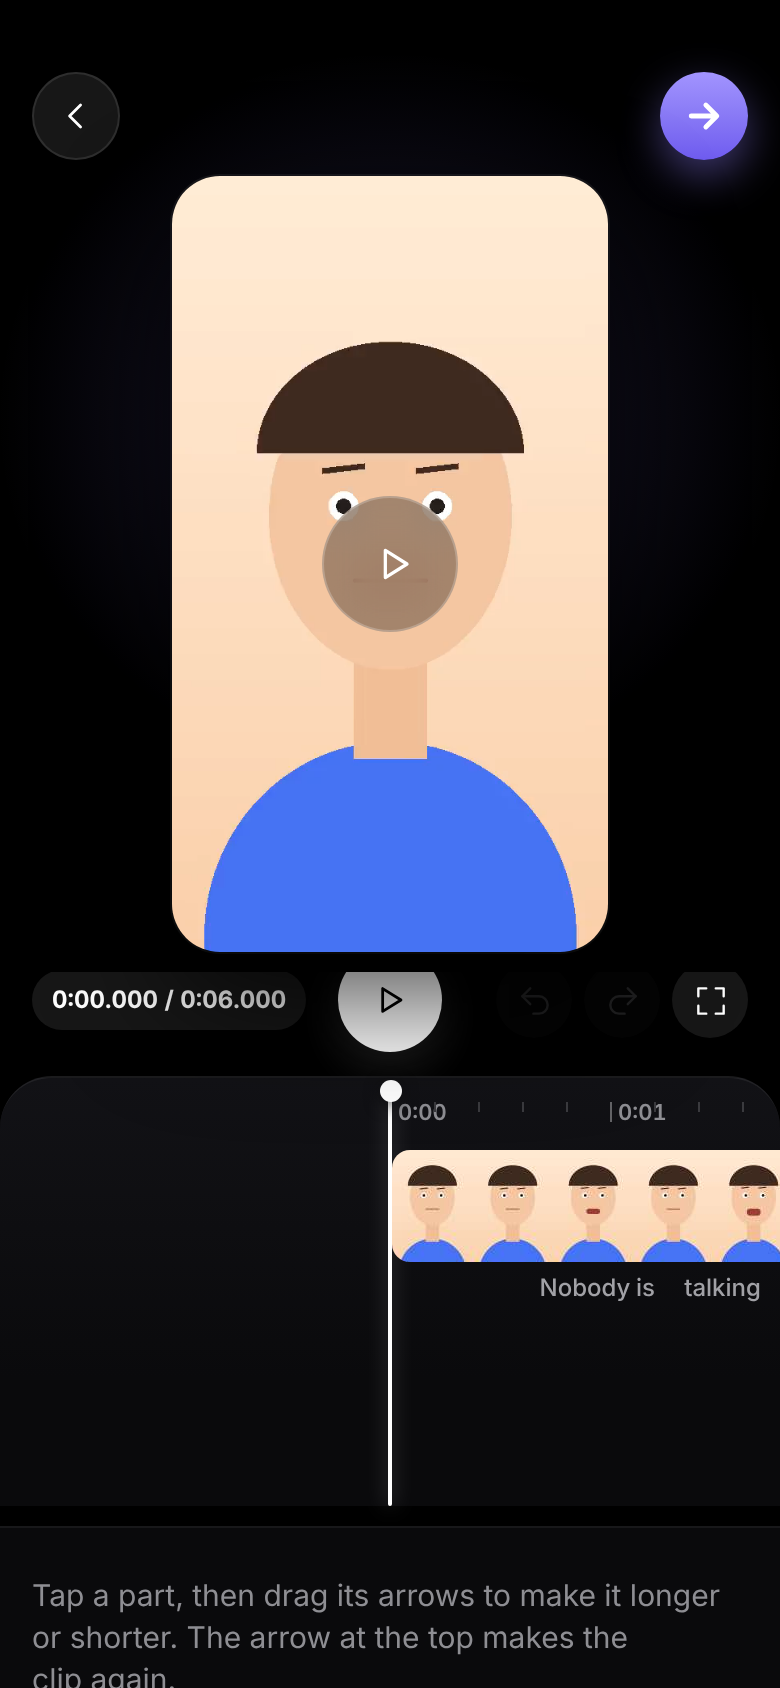 0:00.000 / 0:06.000
0:00 0:01
Nobody is talking
Tap a part, then drag its arrows to make it longer
or shorter. The arrow at the top makes the
clip again.